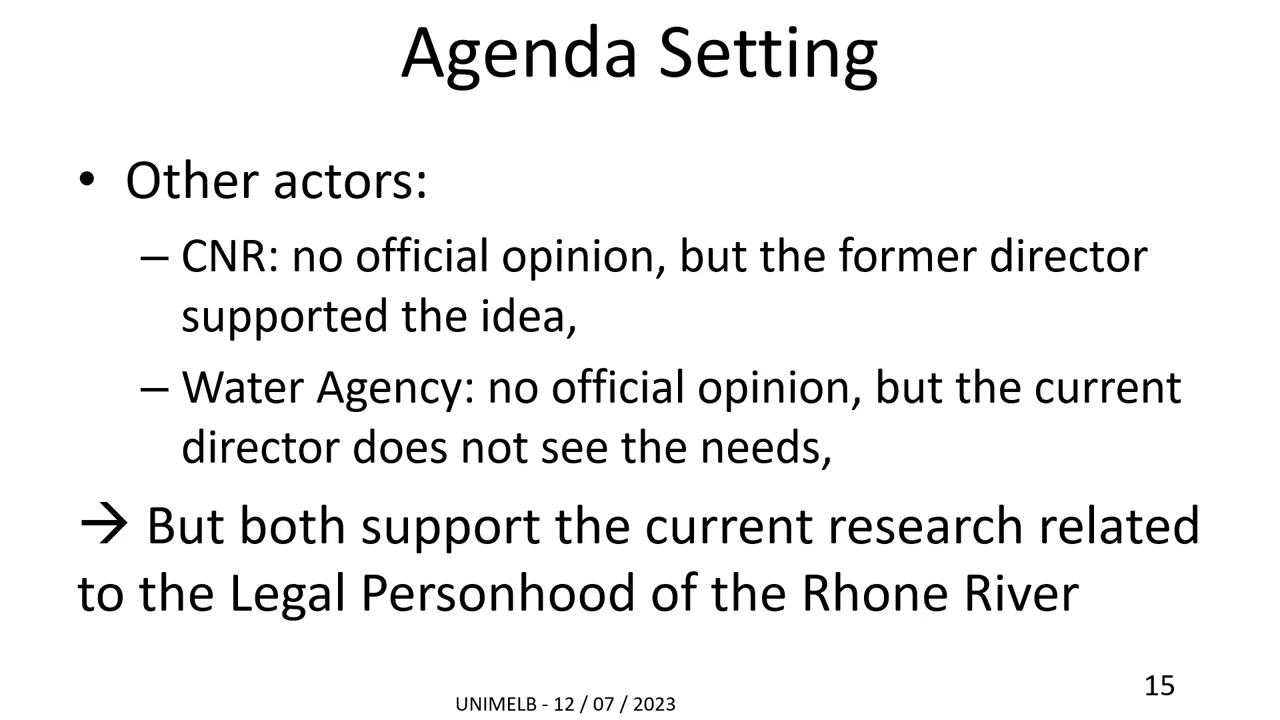 Agenda Setting
• Other actors:
– CNR: no official opinion, but the former director
supported the idea,
– Water Agency: no official opinion, but the current
director does not see the needs,
→ But both support the current research related
to the Legal Personhood of the Rhone River
15
UNIMELB - 12 / 07 / 2023